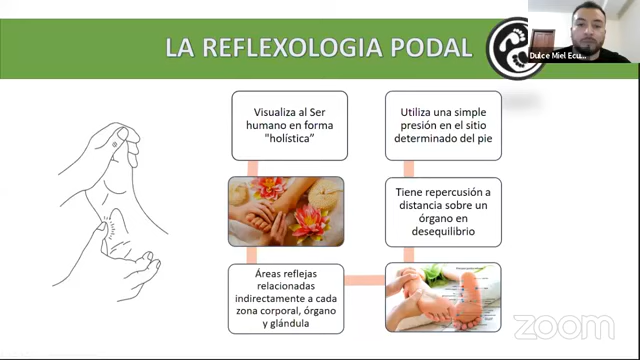 LA REFLEXOLOGIA PODAL
Dulce Miel Ecu...
Visualiza al Ser
humano en forma
"holística”
Áreas reflejas
relacionadas
indirectamente a cada
zona corporal, órgano
y glándula
Utiliza una simple
presión en el sitio
determinado del pie
Tiene repercusión a
distancia sobre un
órgano en
desequilibrio
zoom